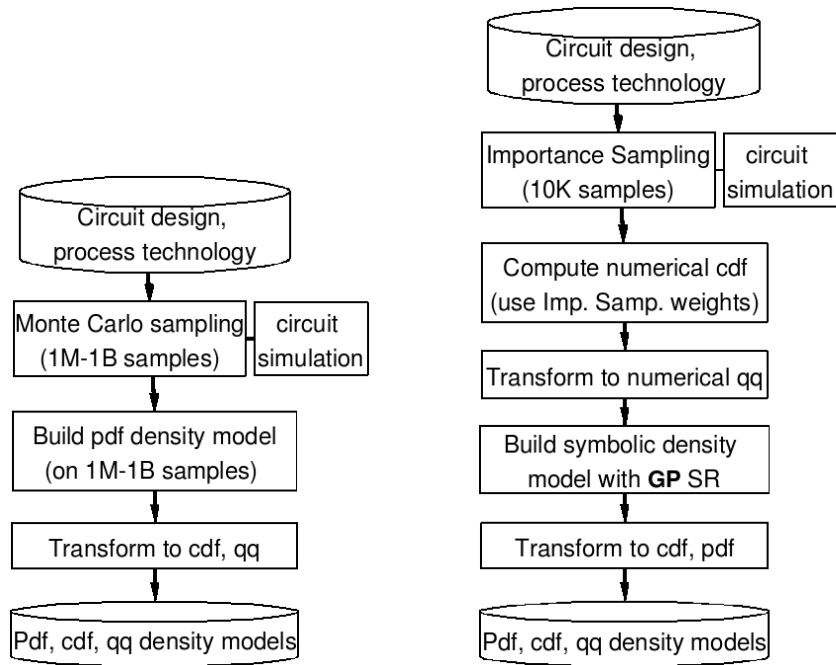 Circuit design,
process technology
Monte Carlo sampling
(1M-1B samples)
circuit
simulation
Build pdf density model
(on 1M-1B samples)
Transform to cdf, qq
Pdf, cdf, qq density models
Circuit design,
process technology
Importance Sampling
(10K samples)
circuit
simulation
Compute numerical cdf
(use Imp. Samp. weights)
Transform to numerical qq
Build symbolic density
model with GP SR
Transform to cdf, pdf
Pdf, cdf, qq density models